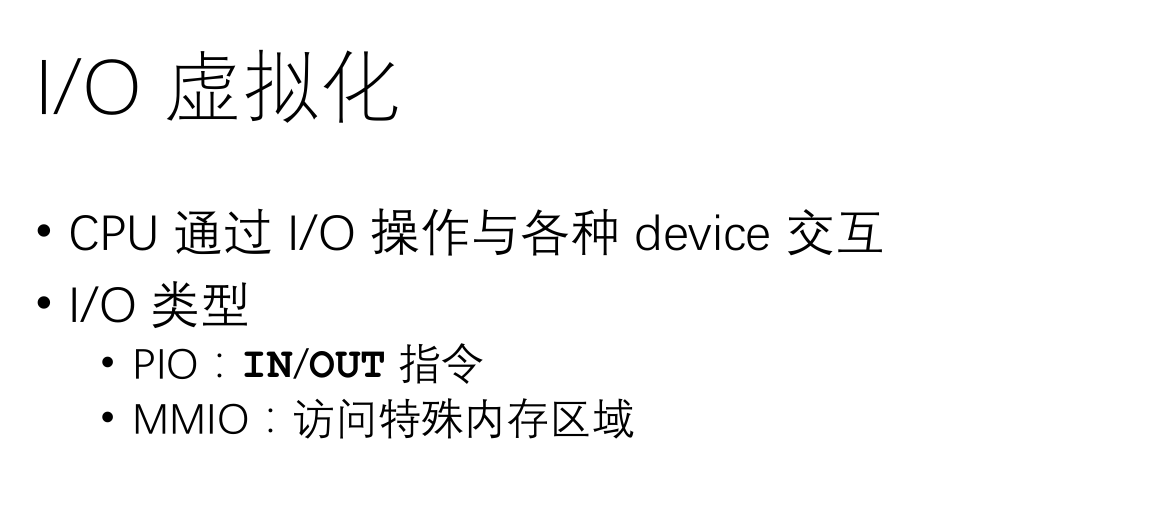 I/O 虚拟化
• CPU 通过 I/O 操作与各种 device 交互
• I/O 类型
• PIO：IN/OUT 指令
• MMIO：访问特殊内存区域